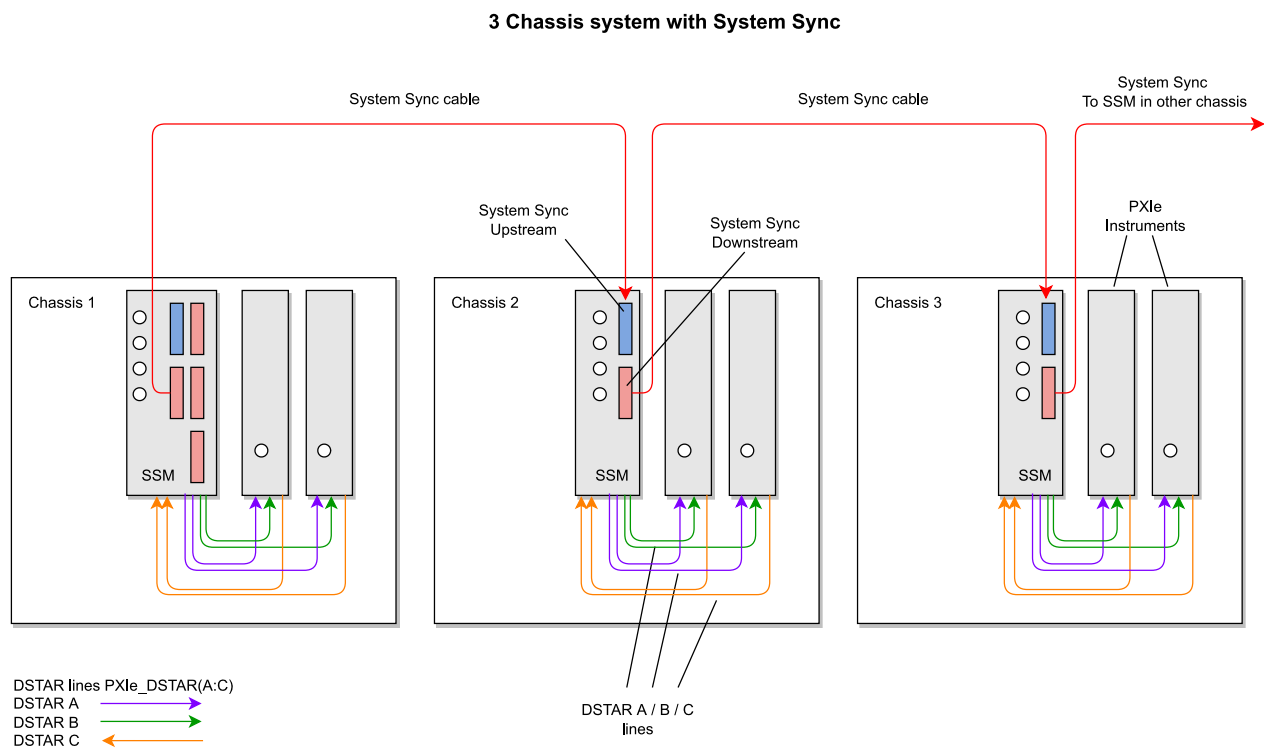 3 Chassis system with System Sync
System Sync cable
System Sync cable
System Sync
To SSM in other chassis
System Sync
Upstream
System Sync
Downstream
PXIe
Instruments
Chassis 1
Chassis 2
Chassis 3
SSM
SSM
SSM
DSTAR lines PXIe_DSTAR(A:C)
DSTAR A
DSTAR B
DSTAR C
DSTAR A / B / C
lines